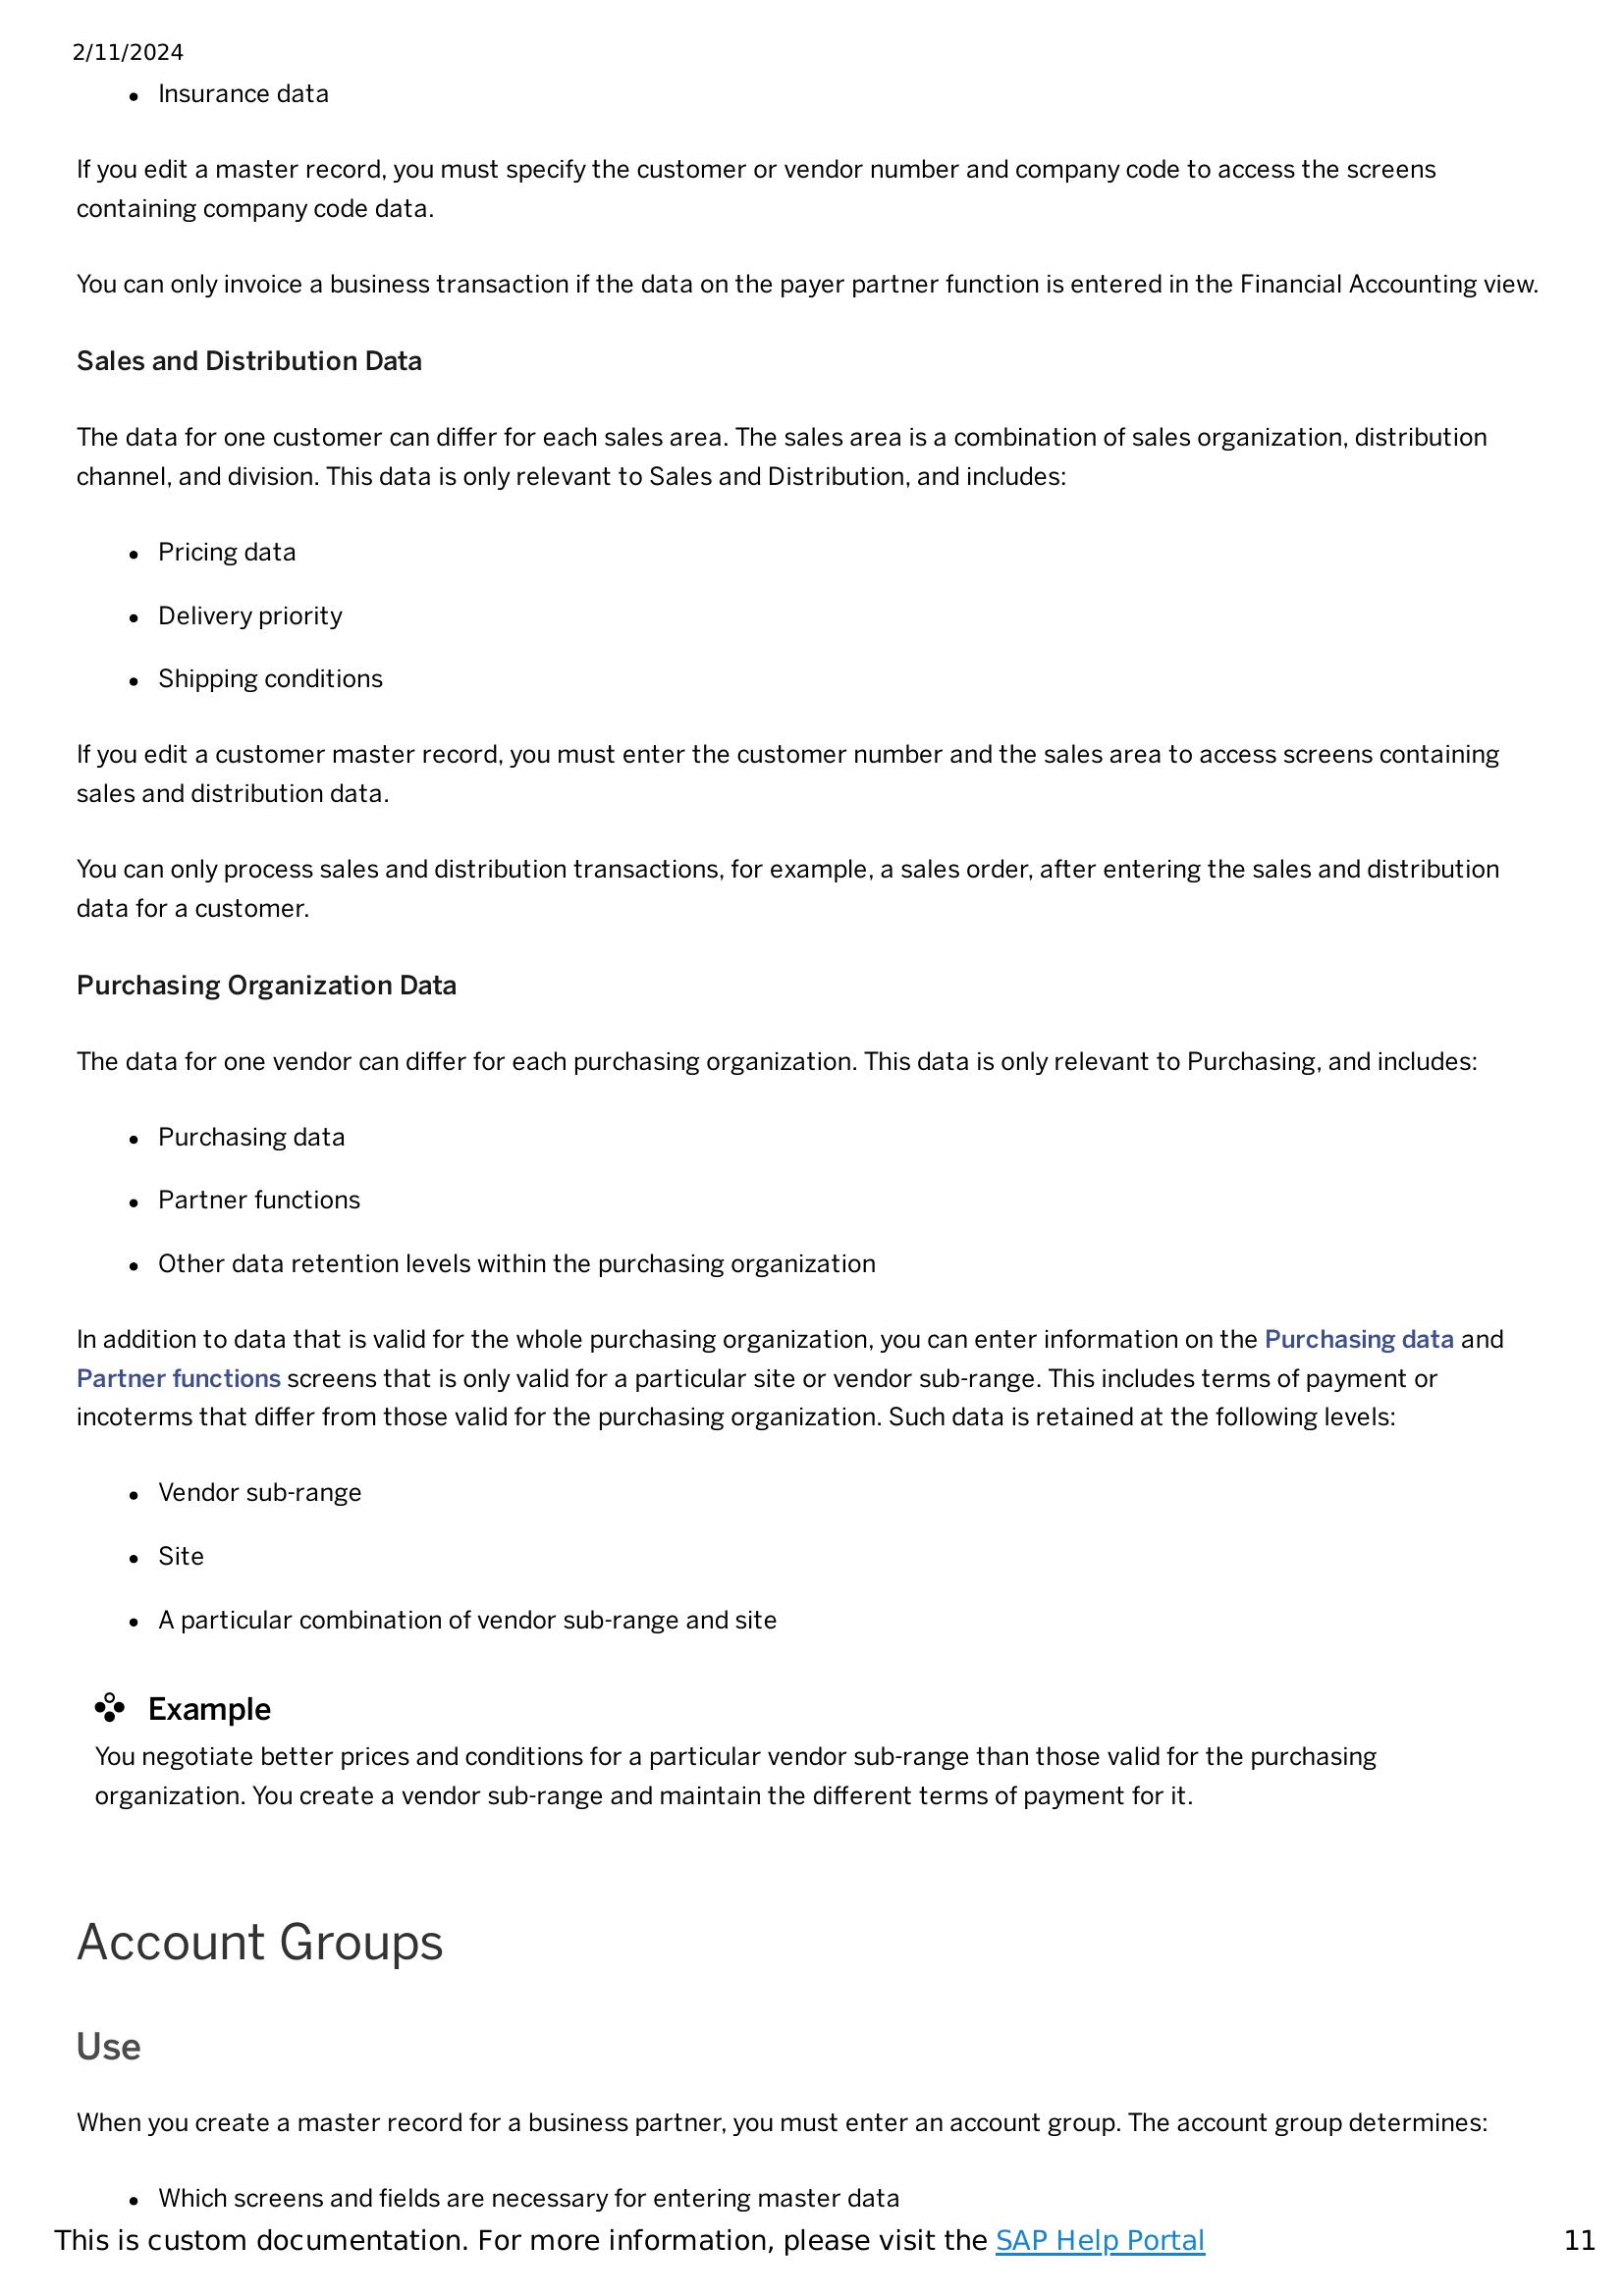 2/11/2024
• Insurance data
If you edit a master record, you must specify the customer or vendor number and company code to access the screens
containing company code data.
You can only invoice a business transaction if the data on the payer partner function is entered in the Financial Accounting view.
Sales and Distribution Data
The data for one customer can differ for each sales area. The sales area is a combination of sales organization, distribution
channel, and division. This data is only relevant to Sales and Distribution, and includes:
• Pricing data
• Delivery priority
• Shipping conditions
If you edit a customer master record, you must enter the customer number and the sales area to access screens containing
sales and distribution data.
You can only process sales and distribution transactions, for example, a sales order, after entering the sales and distribution
data for a customer.
Purchasing Organization Data
The data for one vendor can differ for each purchasing organization. This data is only relevant to Purchasing, and includes:
• Purchasing data
• Partner functions
• Other data retention levels within the purchasing organization
In addition to data that is valid for the whole purchasing organization, you can enter information on the Purchasing data and
Partner functions screens that is only valid for a particular site or vendor sub-range. This includes terms of payment or
incoterms that differ from those valid for the purchasing organization. Such data is retained at the following levels:
• Vendor sub-range
• Site
• A particular combination of vendor sub-range and site
Example
You negotiate better prices and conditions for a particular vendor sub-range than those valid for the purchasing
organization. You create a vendor sub-range and maintain the different terms of payment for it.
Account Groups
Use
When you create a master record for a business partner, you must enter an account group. The account group determines:
• Which screens and fields are necessary for entering master data
This is custom documentation. For more information, please visit the SAP Help Portal 11